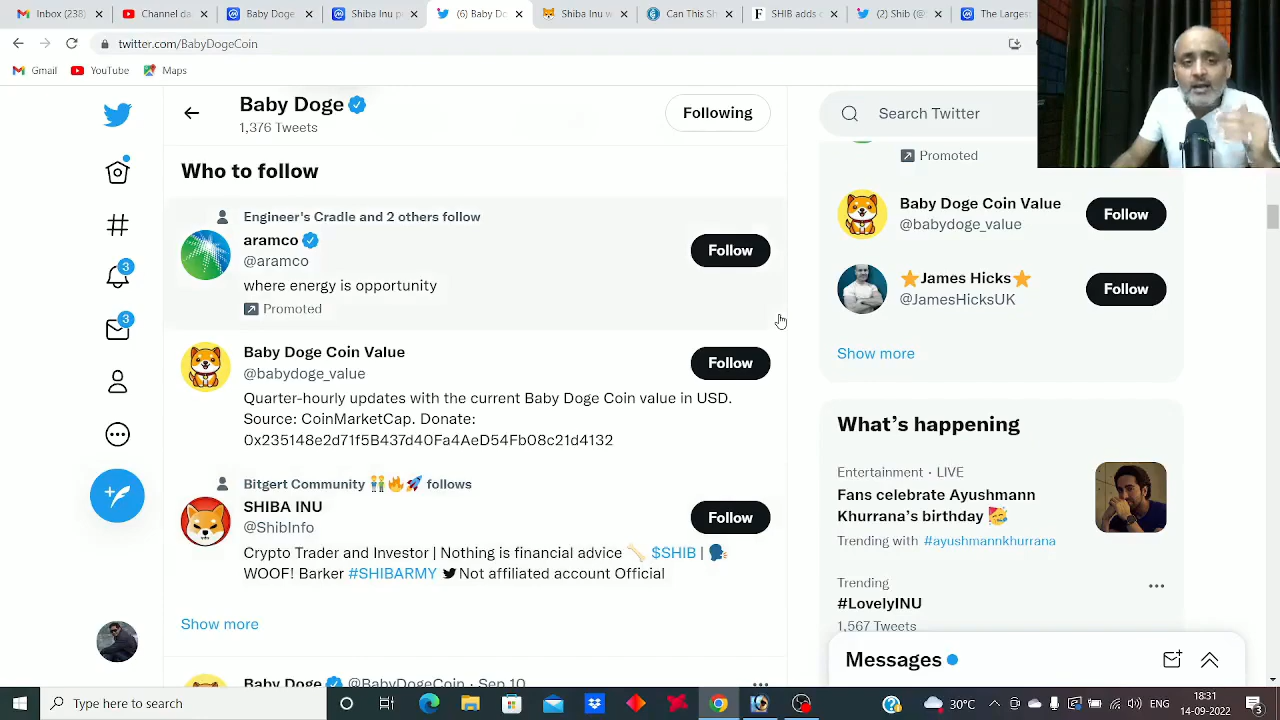 Inbox (238)
Channel da
Baby Doge
Shiba Inu p
(6) Baby Do
Shiba Inu w
Can This Sh
SHIB adds
(2) Shib (@
The Largest
twitter.com/BabyDogeCoin
Gmail
YouTube
Maps
Baby Doge
1,376 Tweets
Following
Search Twitter
Who to follow
Engineer's Cradle and 2 others follow
aramco
@aramco
where energy is opportunity
Promoted
Follow
Baby Doge Coin Value
@babydoge_value
Follow
Quarter-hourly updates with the current Baby Doge Coin value in USD.
Source: CoinMarketCap. Donate:
0x235148e2d71f5B437d40Fa4AeD54Fb08c21d4132
Bitgert Community 👬🔥🚀 follows
SHIBA INU
@ShibInfo
Follow
Crypto Trader and Investor | Nothing is financial advice 🦴 $SHIB | 🗣
WOOF! Barker #SHIBARMY Not affiliated account Official
Show more
Baby Doge @BabyDogeCoin · Sep 10
3
3
Promoted
Baby Doge Coin Value
@babydoge_value
Follow
⭐James Hicks⭐
@JamesHicksUK
Follow
Show more
What's happening
Entertainment · LIVE
Fans celebrate Ayushmann
Khurrana's birthday 🥳
Trending with #ayushmannkhurrana
Trending
#LovelyINU
1,567 Tweets
Messages
Type here to search
30°C
ENG
18:31
14-09-2022
3